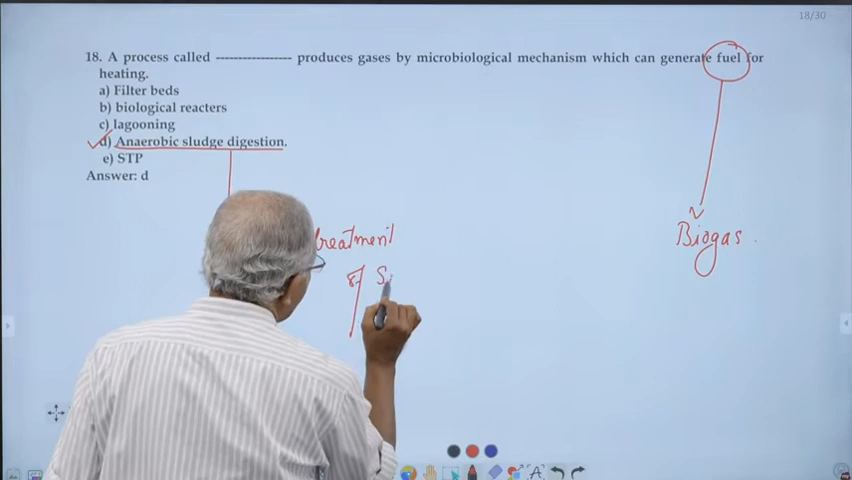 18/30
18. A process called ----------------- produces gases by microbiological mechanism which can generate fuel for
heating.
a) Filter beds
b) biological reacters
c) lagooning
d) Anaerobic sludge digestion.
e) STP
Answer: d
treatment
Biogas